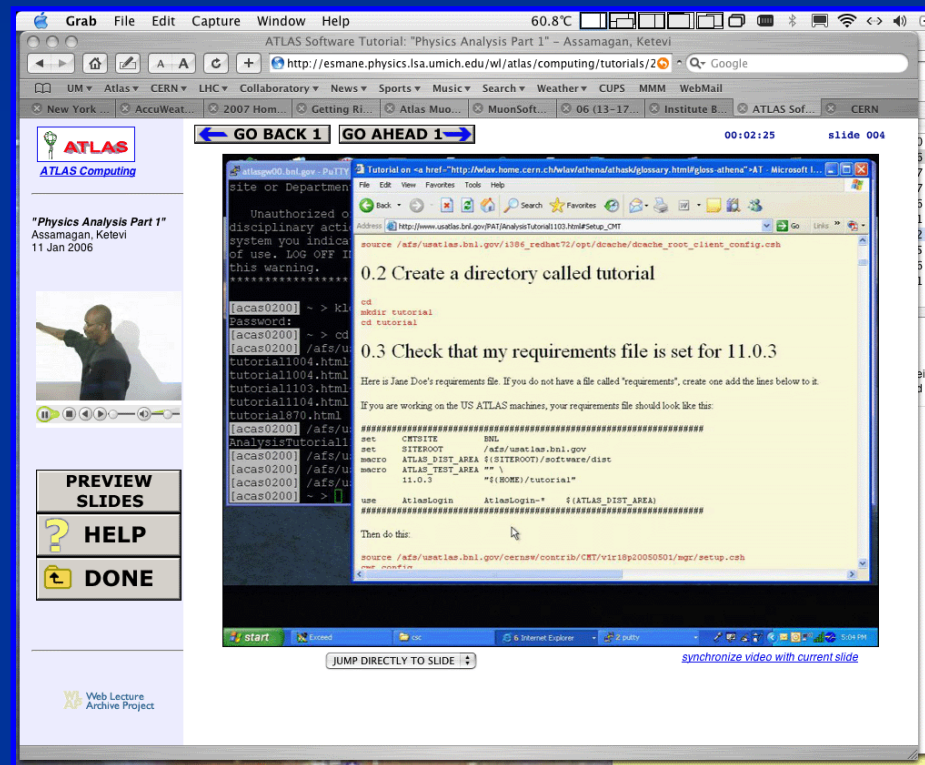 Grab File Edit Capture Window Help 60.8°C
ATLAS Software Tutorial: "Physics Analysis Part 1" – Assamagan, Ketevi
A A C + http://esmane.physics.lsa.umich.edu/wl/atlas/computing/tutorials/2 Q- Google
UM Atlas CERN LHC Collaboratory News Sports Music Search Weather CUPS MMM WebMail
New York ... AccuWeat... 2007 Hom... Getting Ri... Atlas Muo... MuonSoft... 06 (13-17... Institute B... ATLAS Sof... CERN
GO BACK 1 GO AHEAD 1 00:02:25 slide 004
ATLAS
ATLAS Computing
"Physics Analysis Part 1"
Assamagan, Ketevi
11 Jan 2006
PREVIEW
SLIDES
? HELP
DONE
Web Lecture
Archive Project
atlasgw00.bnl.gov - PuTTY
site or Departmen
Unauthorized o
disciplinary acti
system you indica
of use. LOG OFF I
this warning.
[acas0200] ~ > kl
Password:
[acas0200] ~ > cd
[acas0200] /afs/u
tutorial1004.html
tutorial1004.html
tutorial1103.html
tutorial1104.html
tutorial870.html
[acas0200] /afs/u
AnalysisTutorial1
[acas0200] /afs/u
[acas0200] /afs/u
[acas0200] /afs/u
[acas0200] ~ >
Tutorial on <a href="http://wlav.home.cern.ch/wlav/athena/athask/glossary.html#gloss-athena">AT - Microsoft I...
File Edit View Favorites Tools Help
Back Search Favorites
Address http://www.usatlas.bnl.gov/PAT/AnalysisTutorial1103.html#Setup_CMT Go Links »
source /afs/usatlas.bnl.gov/i386_redhat72/opt/dcache/dcache_root_client_config.csh
0.2 Create a directory called tutorial
cd
mkdir tutorial
cd tutorial
0.3 Check that my requirements file is set for 11.0.3
Here is Jane Doe's requirements file. If you do not have a file called "requirements", create one add the lines below to it.
If you are working on the US ATLAS machines, your requirements file should look like this:
####################################################################
set CMTSITE BNL
set SITEROOT /afs/usatlas.bnl.gov
macro ATLAS_DIST_AREA $(SITEROOT)/software/dist
macro ATLAS_TEST_AREA "" \
11.0.3 "$(HOME)/tutorial"
use AtlasLogin AtlasLogin-* $(ATLAS_DIST_AREA)
####################################################################
Then do this:
source /afs/usatlas.bnl.gov/cernsw/contrib/CMT/v1r18p20050501/mgr/setup.csh
cmt config
start Exceed csc 6 Internet Explorer 2 putty 5:04 PM
JUMP DIRECTLY TO SLIDE synchronize video with current slide